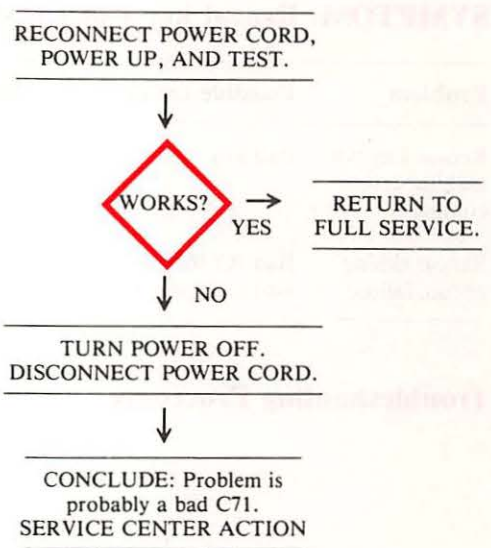 RECONNECT POWER CORD,
POWER UP, AND TEST.
WORKS?
YES
RETURN TO
FULL SERVICE.
NO
TURN POWER OFF.
DISCONNECT POWER CORD.
CONCLUDE: Problem is
probably a bad C71.
SERVICE CENTER ACTION